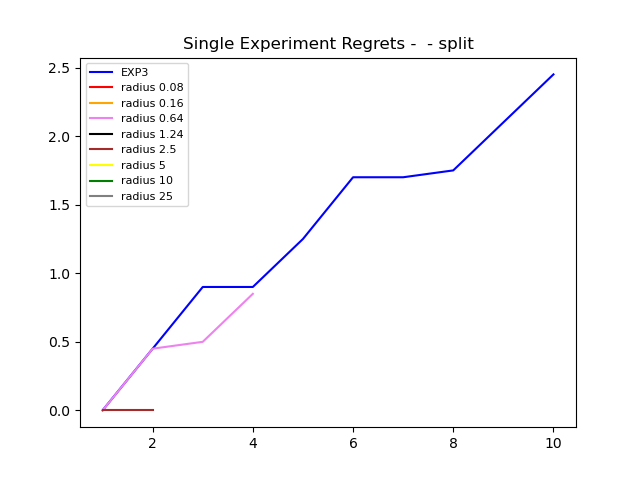 Single Experiment Regrets -  - split
2.5
2.0
1.5
1.0
0.5
0.0
EXP3
radius 0.08
radius 0.16
radius 0.64
radius 1.24
radius 2.5
radius 5
radius 10
radius 25
2 4 6 8 10